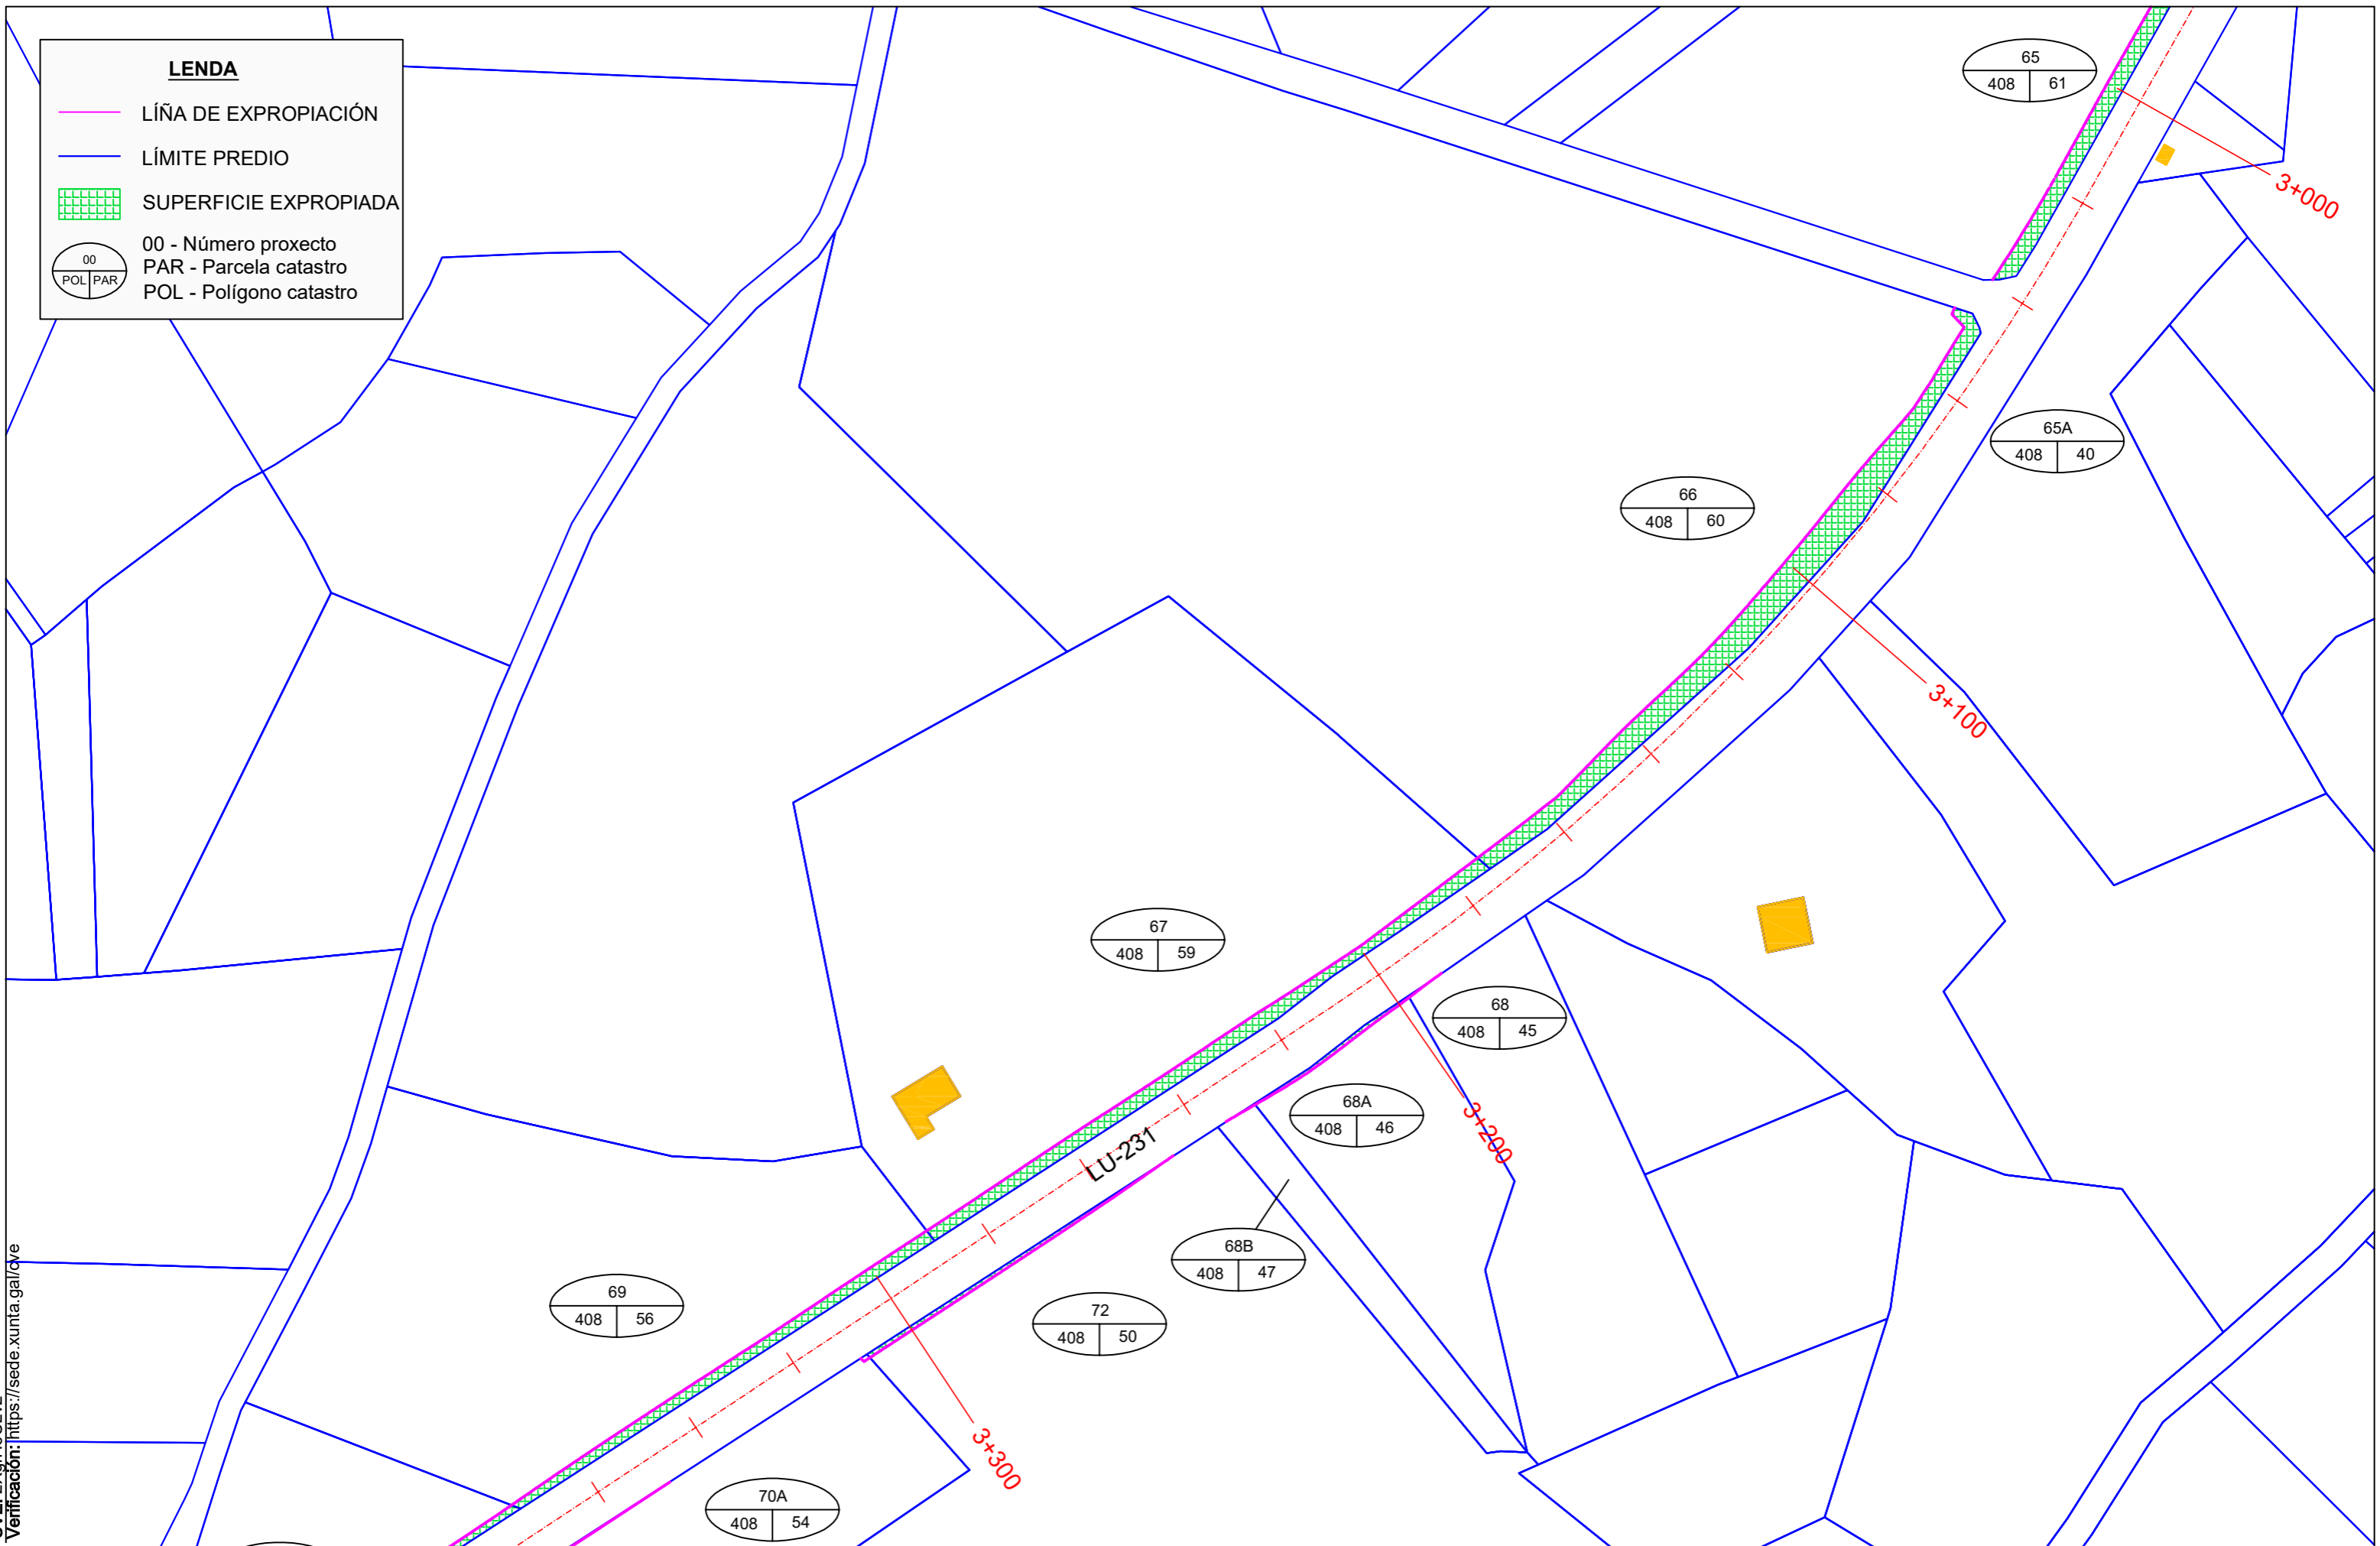 LENDA
LÍÑA DE EXPROPIACIÓN
LÍMITE PREDIO
SUPERFICIE EXPROPIADA
00
POL PAR
00 - Número proxecto
PAR - Parcela catastro
POL - Polígono catastro
65
408 61
3+000
65A
408 40
66
408 60
3+100
67
408 59
68
408 45
68A
408 46
3+200
LU-231
68B
408 47
69
408 56
72
408 50
3+300
70A
408 54
Verificación: https://sede.xunta.gal/cve